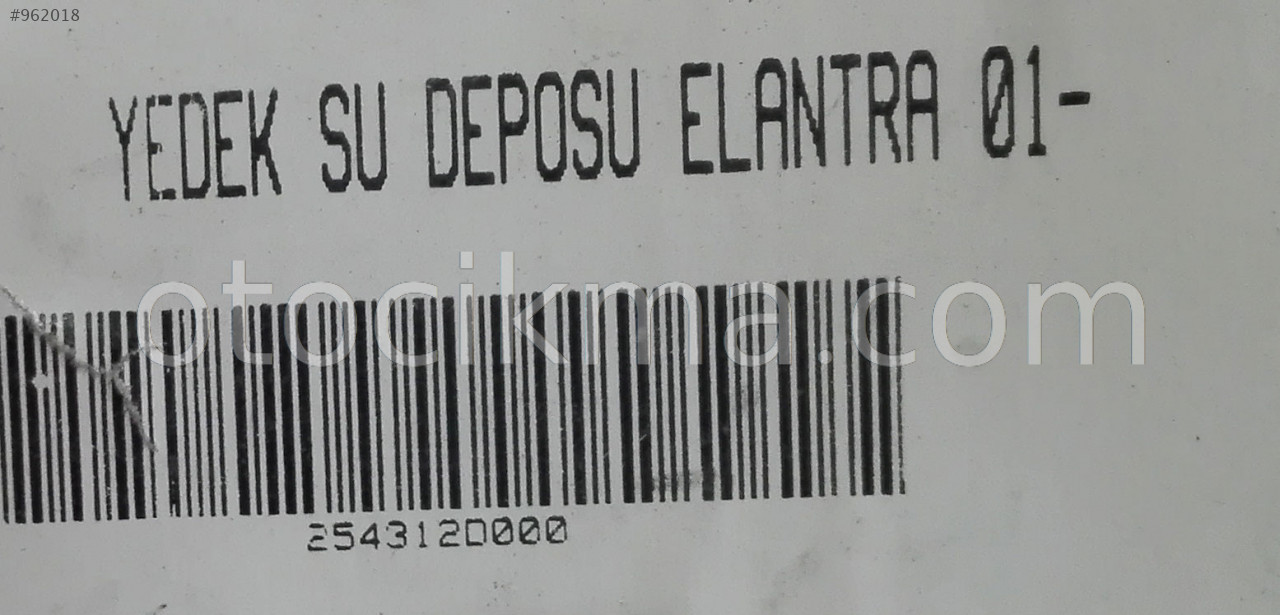 #962018
YEDEK SU DEPOSU ELANTRA 01-
otocikma.com
254312D000